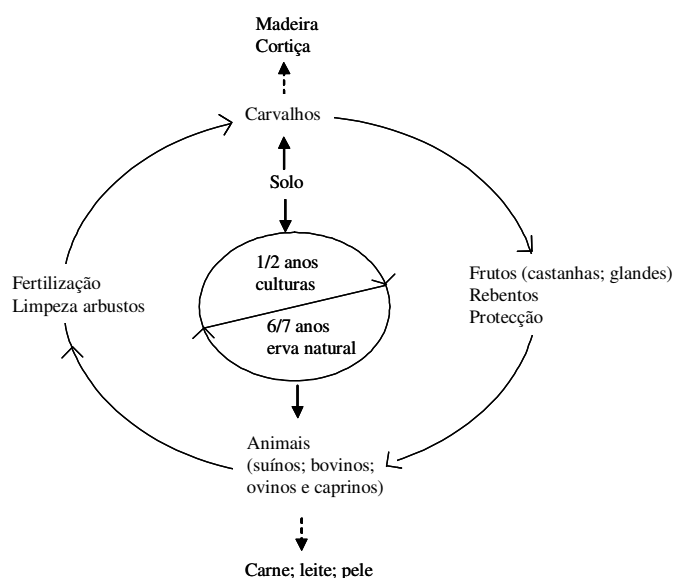 Madeira
Cortiça
Carvalhos
Solo
1/2 anos
culturas
6/7 anos
erva natural
Fertilização
Limpeza arbustos
Frutos (castanhas; glandes)
Rebentos
Protecção
Animais
(suínos; bovinos;
ovinos e caprinos)
Carne; leite; pele